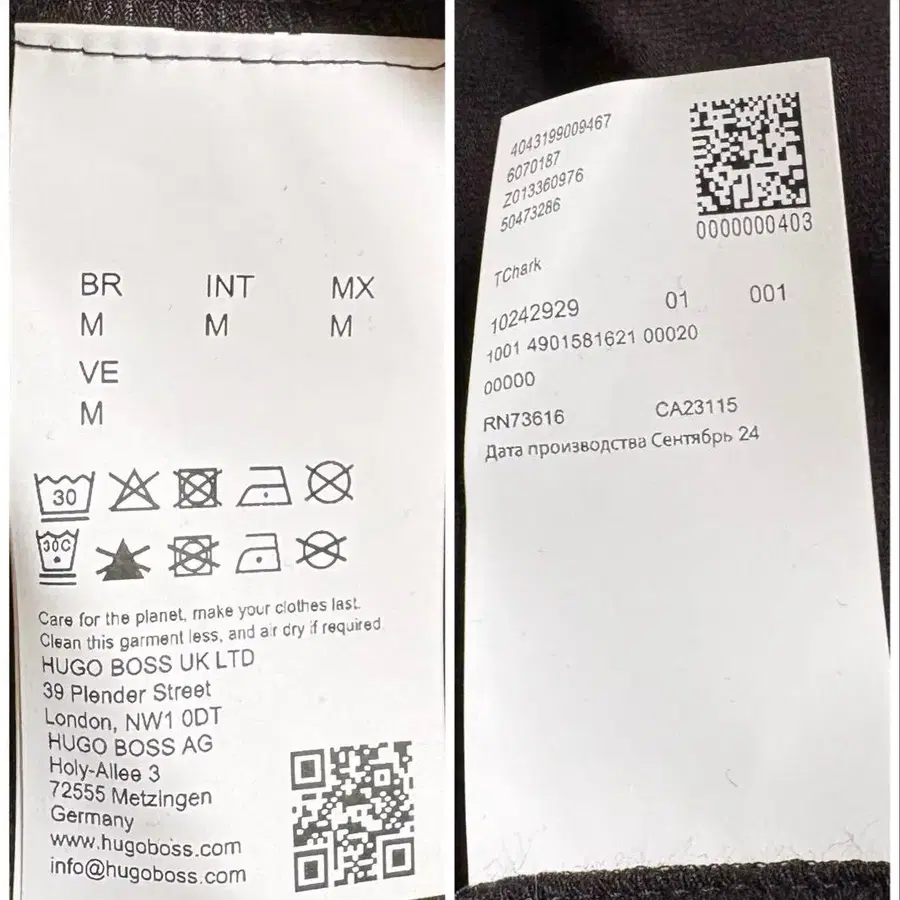 BR INT MX
M M M
VE
M
30
30C
Care for the planet, make your clothes last.
Clean this garment less, and air dry if required.
HUGO BOSS UK LTD
39 Plender Street
London, NW1 0DT
HUGO BOSS AG
Holy-Allee 3
72555 Metzingen
Germany
www.hugoboss.com
info@hugoboss.com
4043199009467
6070187
Z013360976
50473286
0000000403
TChark
10242929 01 001
1001 4901581621 00020
00000
RN73616 CA23115
Дата производства Сентябрь 24